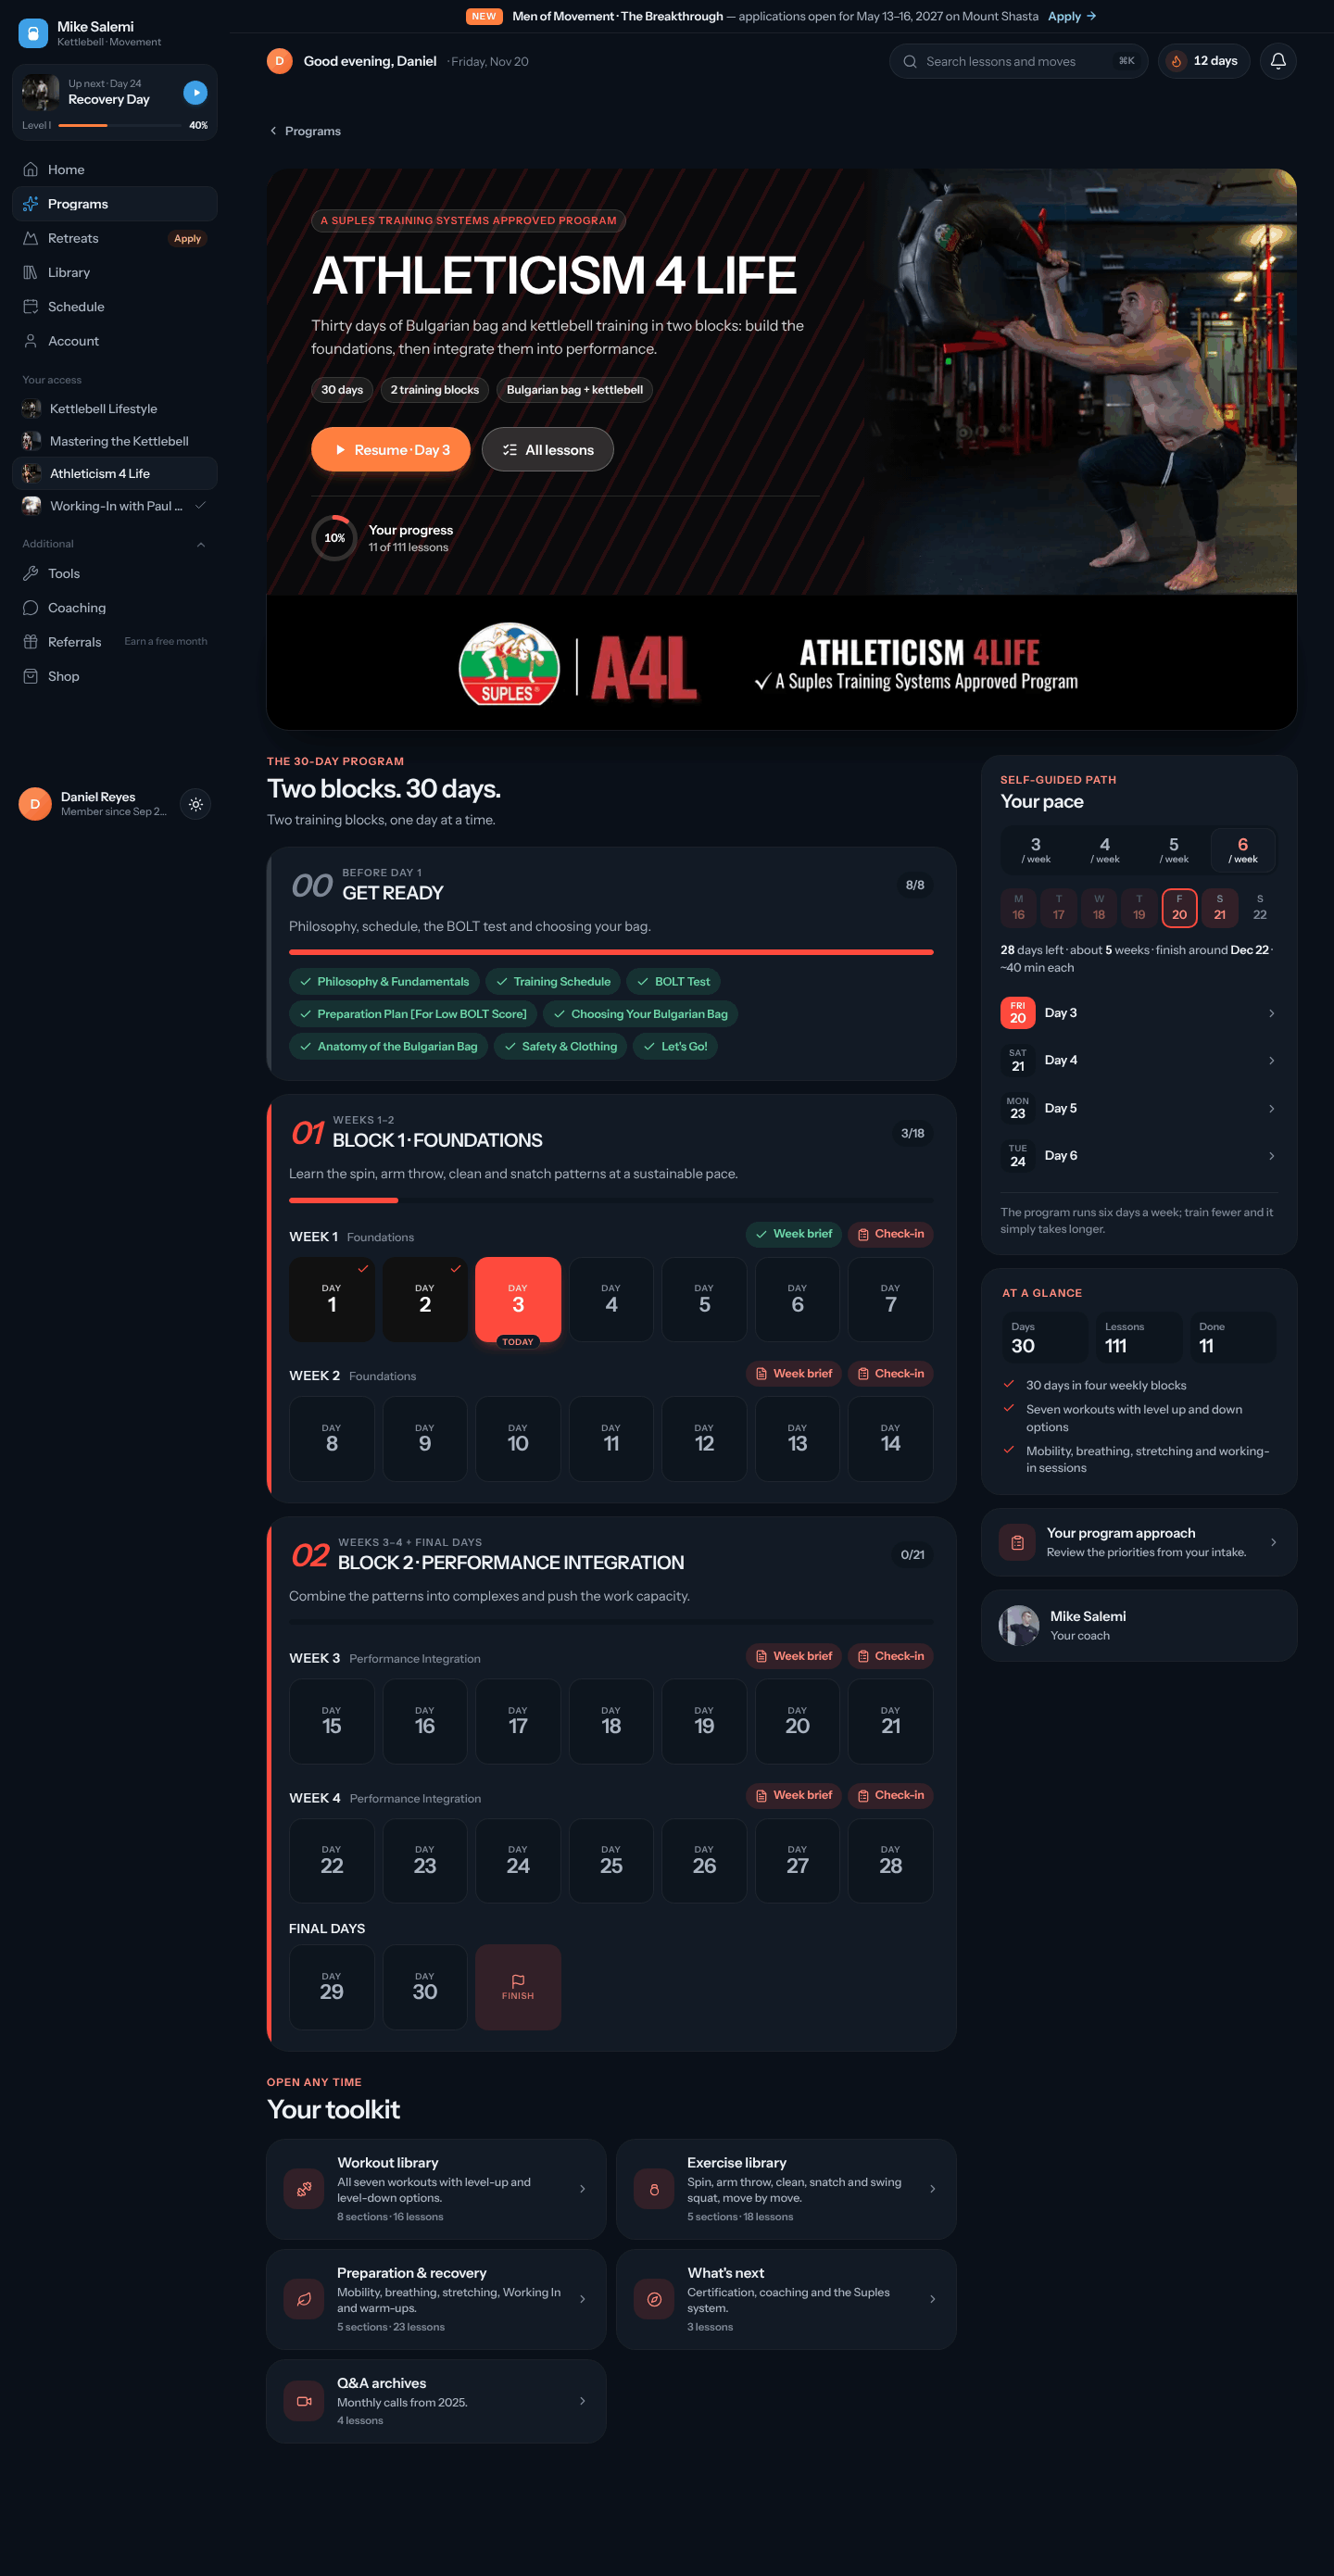 Mike Salemi
Kettlebell · Movement
Up next · Day 24
Recovery Day
Level I
40%
Home
Programs
Retreats
Apply
Library
Schedule
Account
Your access
Kettlebell Lifestyle
Mastering the Kettlebell
Athleticism 4 Life
Working-In with Paul ...
Additional
Tools
Coaching
Referrals
Earn a free month
Shop
D
Daniel Reyes
Member since Sep 2...
NEW Men of Movement · The Breakthrough — applications open for May 13–16, 2027 on Mount Shasta Apply →
D
Good evening, Daniel · Friday, Nov 20
Search lessons and moves ⌘K
12 days
Programs
A SUPLES TRAINING SYSTEMS APPROVED PROGRAM
ATHLETICISM 4 LIFE
Thirty days of Bulgarian bag and kettlebell training in two blocks: build the
foundations, then integrate them into performance.
30 days
2 training blocks
Bulgarian bag + kettlebell
Resume · Day 3
All lessons
10%
Your progress
11 of 111 lessons
SUPLES®
A4L
ATHLETICISM 4LIFE
✓ A Suples Training Systems Approved Program
THE 30-DAY PROGRAM
Two blocks. 30 days.
Two training blocks, one day at a time.
00
BEFORE DAY 1
GET READY
8/8
Philosophy, schedule, the BOLT test and choosing your bag.
Philosophy & Fundamentals
Training Schedule
BOLT Test
Preparation Plan [For Low BOLT Score]
Choosing Your Bulgarian Bag
Anatomy of the Bulgarian Bag
Safety & Clothing
Let's Go!
01
WEEKS 1–2
BLOCK 1 · FOUNDATIONS
3/18
Learn the spin, arm throw, clean and snatch patterns at a sustainable pace.
WEEK 1 Foundations
Week brief
Check-in
DAY 1
DAY 2
DAY 3
TODAY
DAY 4
DAY 5
DAY 6
DAY 7
WEEK 2 Foundations
Week brief
Check-in
DAY 8
DAY 9
DAY 10
DAY 11
DAY 12
DAY 13
DAY 14
02
WEEKS 3–4 + FINAL DAYS
BLOCK 2 · PERFORMANCE INTEGRATION
0/21
Combine the patterns into complexes and push the work capacity.
WEEK 3 Performance Integration
Week brief
Check-in
DAY 15
DAY 16
DAY 17
DAY 18
DAY 19
DAY 20
DAY 21
WEEK 4 Performance Integration
Week brief
Check-in
DAY 22
DAY 23
DAY 24
DAY 25
DAY 26
DAY 27
DAY 28
FINAL DAYS
DAY 29
DAY 30
FINISH
OPEN ANY TIME
Your toolkit
Workout library
All seven workouts with level-up and
level-down options.
8 sections · 16 lessons
Exercise library
Spin, arm throw, clean, snatch and swing
squat, move by move.
5 sections · 18 lessons
Preparation & recovery
Mobility, breathing, stretching, Working In
and warm-ups.
5 sections · 23 lessons
What's next
Certification, coaching and the Suples
system.
3 lessons
Q&A archives
Monthly calls from 2025.
4 lessons
SELF-GUIDED PATH
Your pace
3 / week
4 / week
5 / week
6 / week
M 16
T 17
W 18
T 19
F 20
S 21
S 22
28 days left · about 5 weeks · finish around Dec 22 ·
~40 min each
FRI 20 Day 3
SAT 21 Day 4
MON 23 Day 5
TUE 24 Day 6
The program runs six days a week; train fewer and it
simply takes longer.
AT A GLANCE
Days 30
Lessons 111
Done 11
30 days in four weekly blocks
Seven workouts with level up and down
options
Mobility, breathing, stretching and working-
in sessions
Your program approach
Review the priorities from your intake.
Mike Salemi
Your coach